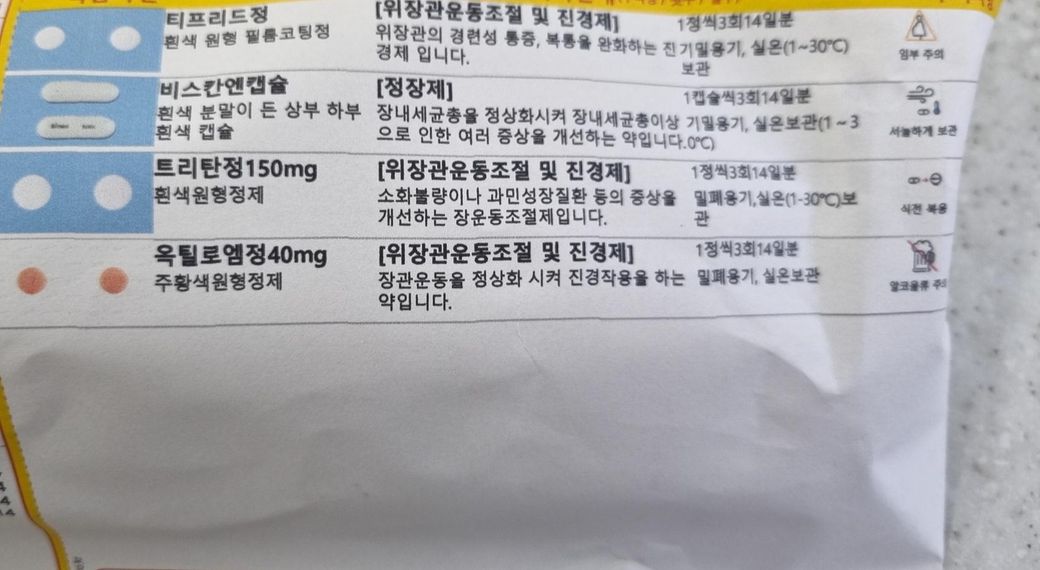 티프리드정
흰색 원형 필름코팅정
[위장관운동조절 및 진경제]
위장관의 경련성 통증, 복통을 완화하는 진
경제 입니다.
1정씩3회14일분
기밀용기, 실온(1~30℃)
보관
임부 주의
비스칸엔캡슐
흰색 분말이 든 상부 하부
흰색 캡슐
[정장제]
장내세균총을 정상화시켜 장내세균총이상
으로 인한 여러 증상을 개선하는 약입니다.
1캡슐씩3회14일분
기밀용기, 실온보관(1 ~ 3
0℃)
서늘하게 보관
트리탄정150mg
흰색원형정제
[위장관운동조절 및 진경제]
소화불량이나 과민성장질환 등의 증상을
개선하는 장운동조절제입니다.
1정씩3회14일분
밀폐용기,실온(1-30℃)보
관
식전 복용
옥틸로엠정40mg
주황색원형정제
[위장관운동조절 및 진경제]
장관운동을 정상화 시켜 진경작용을 하는
약입니다.
1정씩3회14일분
밀폐용기, 실온보관
알코올류 주의